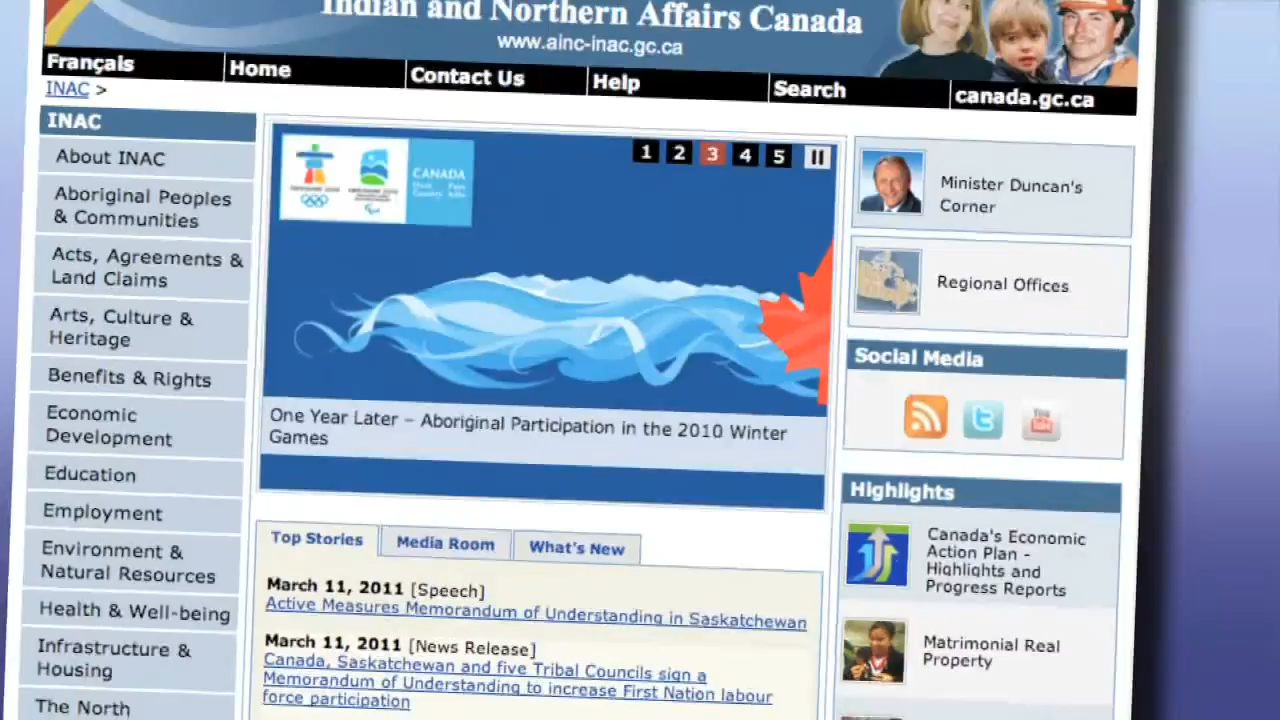 Indian and Northern Affairs Canada
www.ainc-inac.gc.ca
Français
Home
Contact Us
Help
Search
canada.gc.ca
INAC >
INAC
About INAC
Aboriginal Peoples
& Communities
Acts, Agreements &
Land Claims
Arts, Culture &
Heritage
Benefits & Rights
Economic
Development
Education
Employment
Environment &
Natural Resources
Health & Well-being
Infrastructure &
Housing
The North
CANADA
1 2 3 4 5
One Year Later – Aboriginal Participation in the 2010 Winter
Games
Top Stories
Media Room
What's New
March 11, 2011 [Speech]
Active Measures Memorandum of Understanding in Saskatchewan
March 11, 2011 [News Release]
Canada, Saskatchewan and five Tribal Councils sign a
Memorandum of Understanding to increase First Nation labour
force participation
Minister Duncan's
Corner
Regional Offices
Social Media
You
Tube
Highlights
Canada's Economic
Action Plan -
Highlights and
Progress Reports
Matrimonial Real
Property